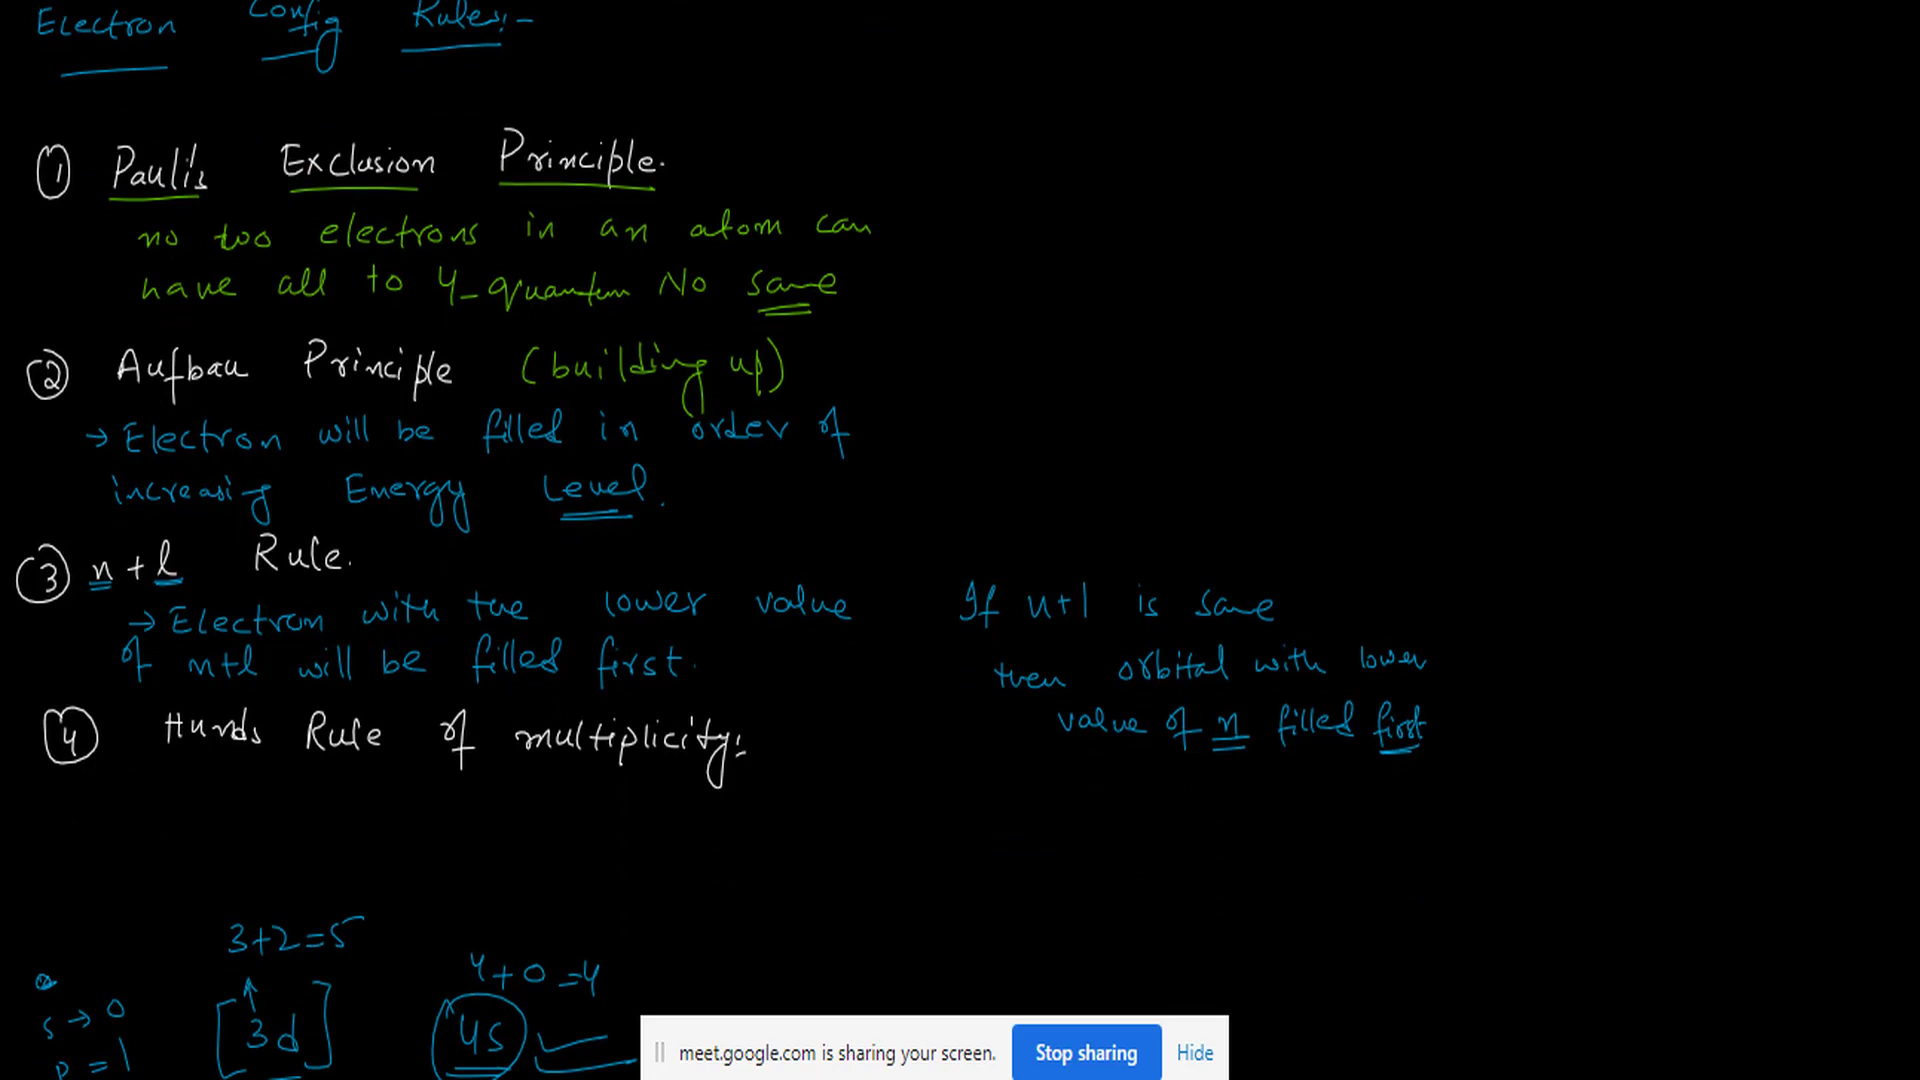 Electron Config Rules:-
① Pauli's Exclusion Principle.
no two electrons in an atom can
have all to 4-quantum No same
② Aufbau Principle (building up)
→ Electron will be filled in order of
increasing Energy Level.
③ n + l Rule.
→ Electron with the lower value
of n+l will be filled first.
If n+l is same
then orbital with lower
value of n filled first
④ Hunds Rule of multiplicity:
3+2=5
4+0=4
s → 0
[3d]
4s
p = 1
meet.google.com is sharing your screen.
Stop sharing
Hide